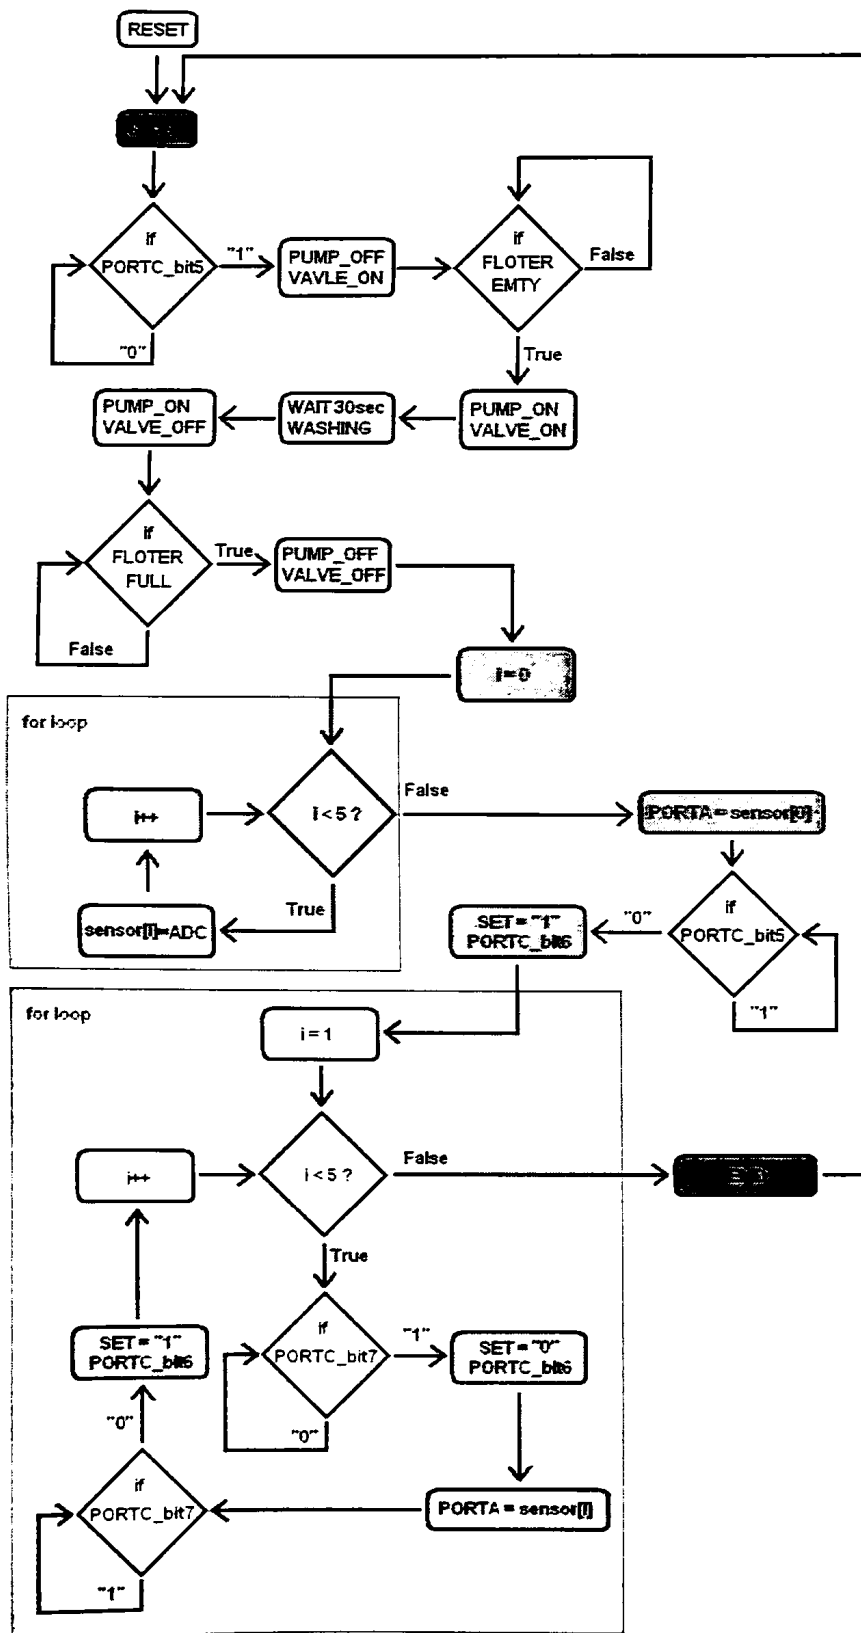 RESET
if
PORTC_bit5
"1"
"0"
PUMP_OFF
VAVLE_ON
if
FLOTER
EMTY
False
True
PUMP_ON
VALVE_OFF
WAIT 30sec
WASHING
PUMP_ON
VALVE_ON
if
FLOTER
FULL
True
False
PUMP_OFF
VALVE_OFF
i=0
for loop
i++
i < 5 ?
False
True
sensor[i]=ADC
PORTA = sensor[0]
SET = "1"
PORTC_bit6
"0"
if
PORTC_bit5
"1"
for loop
i = 1
i++
i < 5 ?
False
True
SET = "1"
PORTC_bit6
if
PORTC_bit7
"1"
"0"
SET = "0"
PORTC_bit6
"0"
if
PORTC_bit7
"1"
PORTA = sensor[i]